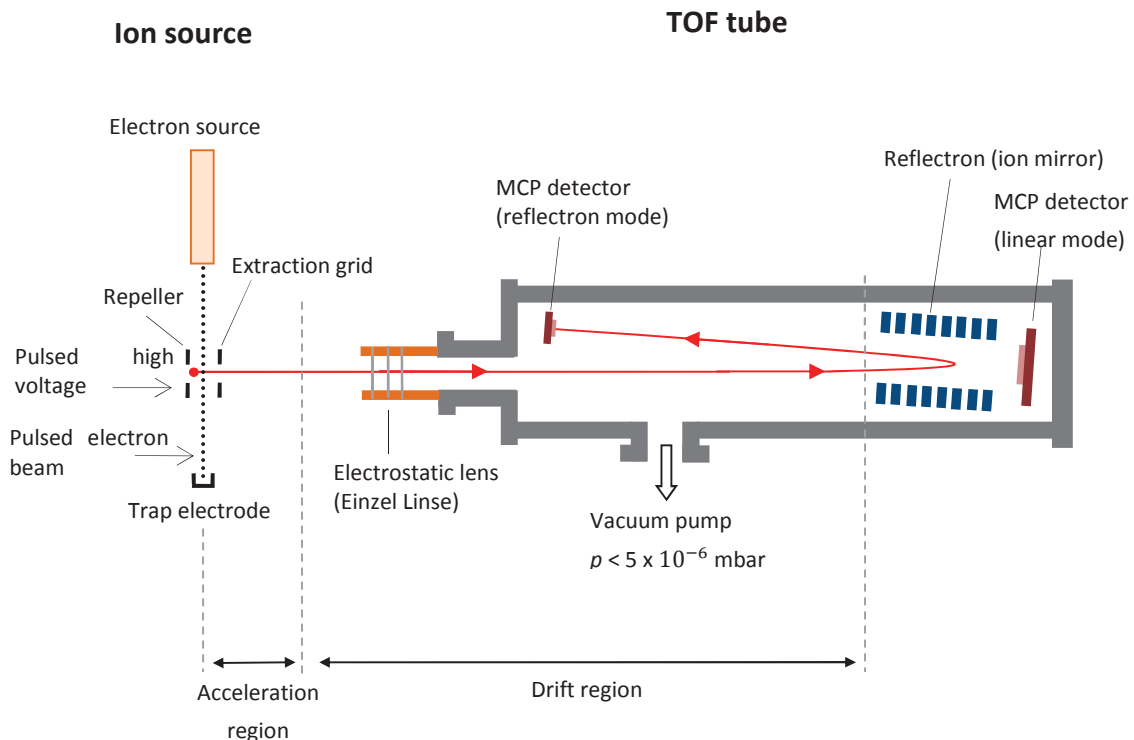 Ion source
TOF tube
Electron source
Reflectron (ion mirror)
MCP detector
(reflectron mode)
MCP detector
(linear mode)
Extraction grid
Repeller
Pulsed high
voltage
Pulsed electron
beam
Trap electrode
Electrostatic lens
(Einzel Linse)
Vacuum pump
p < 5 x 10⁻⁶ mbar
Acceleration
region
Drift region